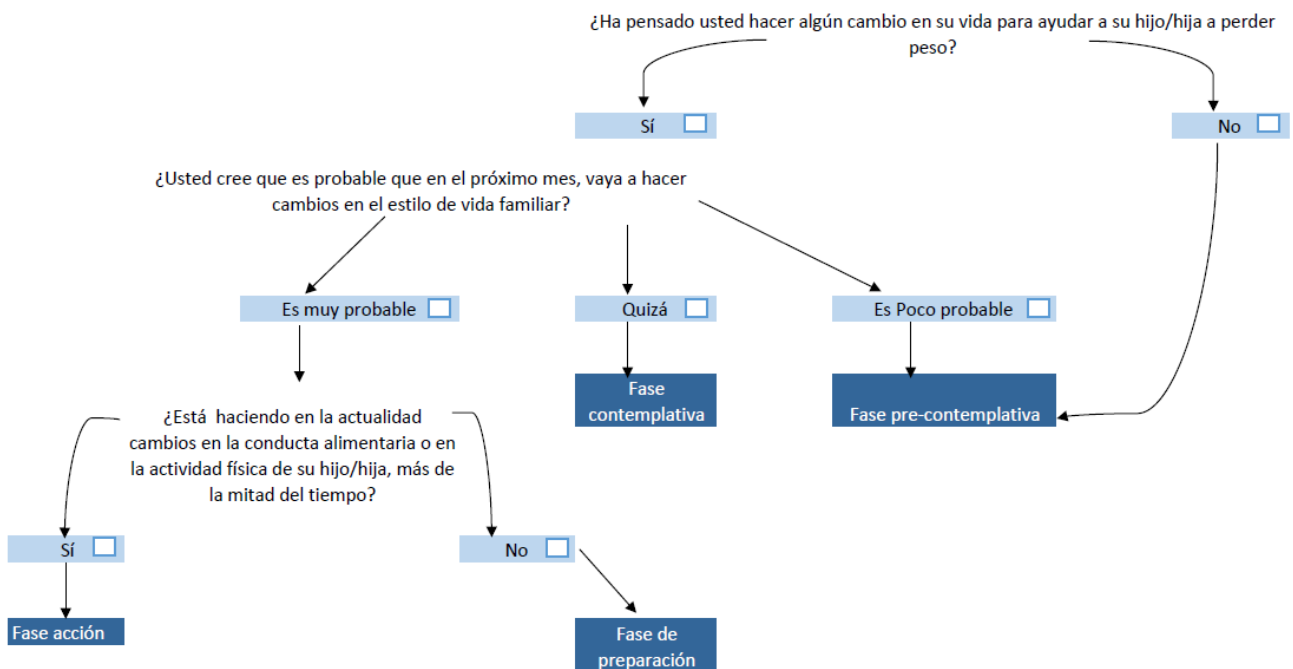 ¿Ha pensado usted hacer algún cambio en su vida para ayudar a su hijo/hija a perder
peso?
Sí
No
¿Usted cree que es probable que en el próximo mes, vaya a hacer
cambios en el estilo de vida familiar?
Es muy probable
Quizá
Es Poco probable
Fase
contemplativa
Fase pre-contemplativa
¿Está haciendo en la actualidad
cambios en la conducta alimentaria o en
la actividad física de su hijo/hija, más de
la mitad del tiempo?
Sí
No
Fase acción
Fase de
preparación